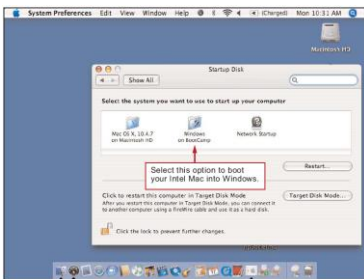 System Preferences Edit View Window Help (Charged) Mon 10:31 AM
Macintosh HD
Startup Disk
Show All
Select the system you want to use to start up your computer
Mac OS X, 10.4.7
on Macintosh HD
Windows
on BootCamp
Network Startup
Select this option to boot
your Intel Mac into Windows.
Restart...
Click to restart this computer in Target Disk Mode
After you restart this computer in Target Disk Mode, you can connect it
to another computer using a FireWire cable and use it as a hard disk.
Target Disk Mode...
Click the lock to prevent further changes.